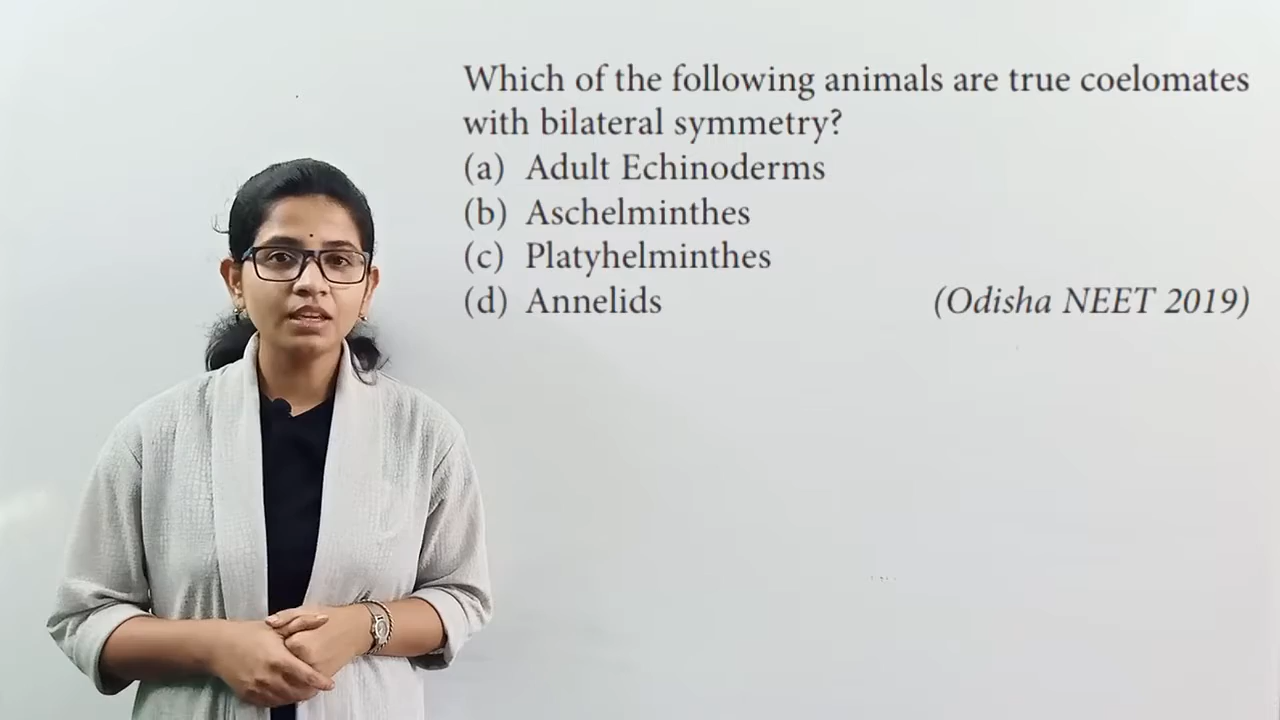 Which of the following animals are true coelomates
with bilateral symmetry?
(a) Adult Echinoderms
(b) Aschelminthes
(c) Platyhelminthes
(d) Annelids (Odisha NEET 2019)